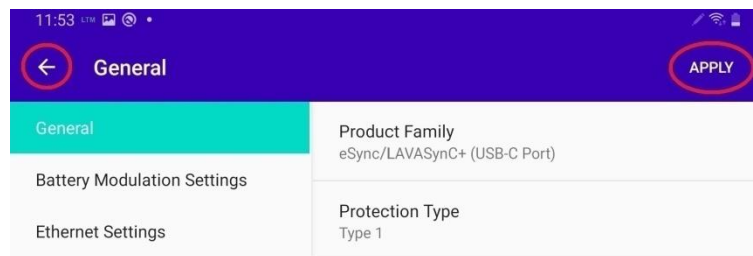 11:53 LTM
General
APPLY
General
Battery Modulation Settings
Ethernet Settings
Product Family
eSync/LAVASynC+ (USB-C Port)
Protection Type
Type 1